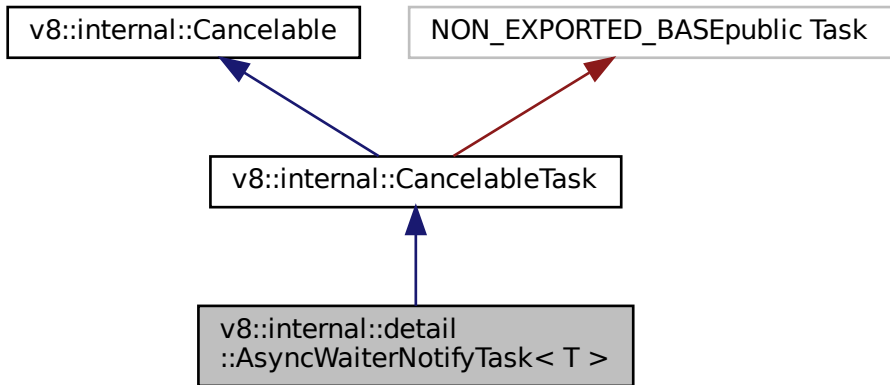 v8::internal::Cancelable
NON_EXPORTED_BASEpublic Task
v8::internal::CancelableTask
v8::internal::detail
::AsyncWaiterNotifyTask< T >